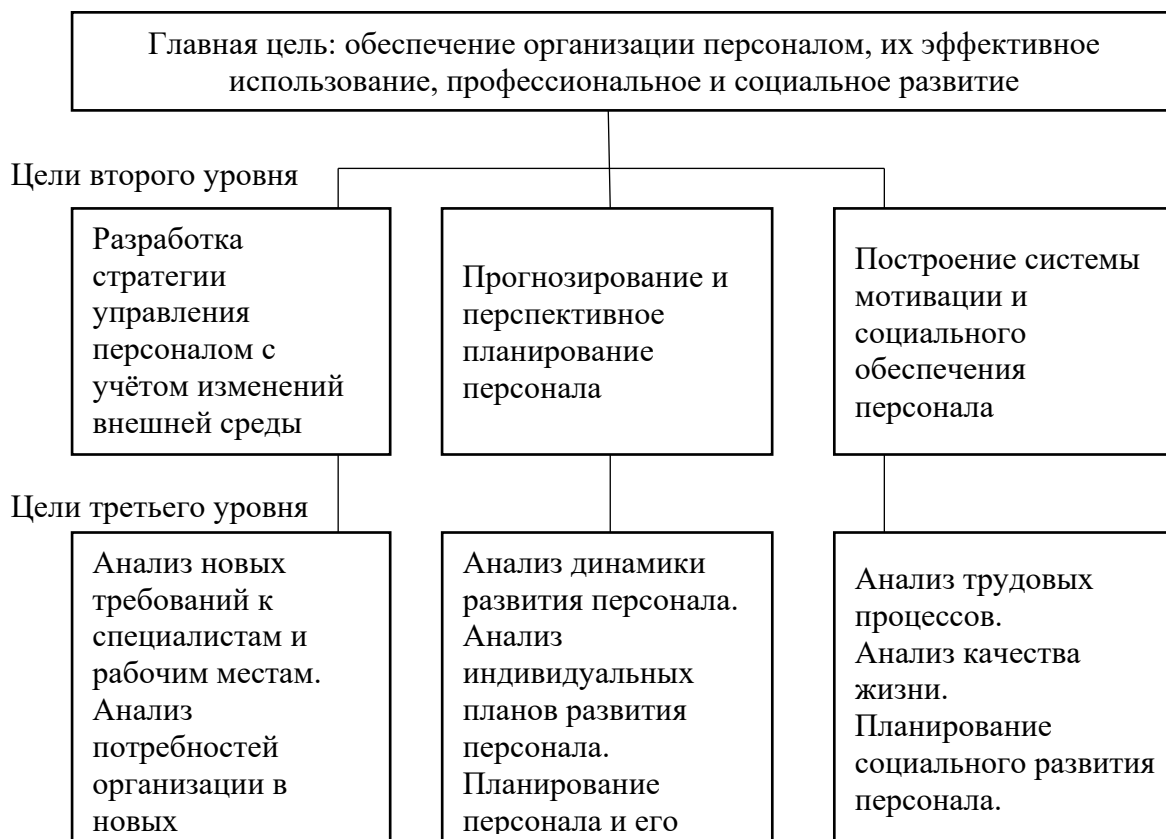 Главная цель: обеспечение организации персоналом, их эффективное
использование, профессиональное и социальное развитие
Цели второго уровня
Разработка
стратегии
управления
персоналом с
учётом изменений
внешней среды
Прогнозирование и
перспективное
планирование
персонала
Построение системы
мотивации и
социального
обеспечения
персонала
Цели третьего уровня
Анализ новых
требований к
специалистам и
рабочим местам.
Анализ
потребностей
организации в
новых
Анализ динамики
развития персонала.
Анализ
индивидуальных
планов развития
персонала.
Планирование
персонала и его
Анализ трудовых
процессов.
Анализ качества
жизни.
Планирование
социального развития
персонала.